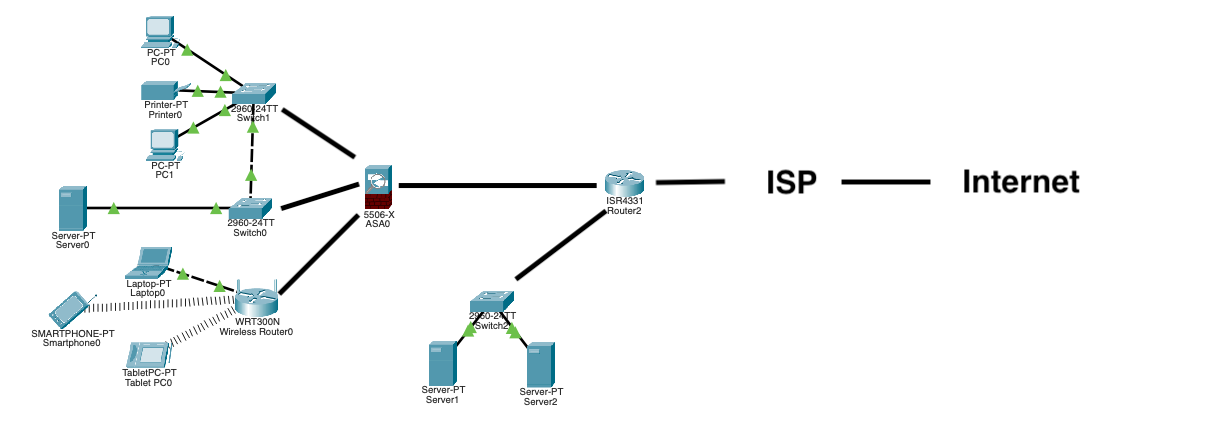 PC-PT
PC0
Printer-PT
Printer0
PC-PT
PC1
2960-24TT
Switch1
Server-PT
Server0
2960-24TT
Switch0
Laptop-PT
Laptop0
SMARTPHONE-PT
Smartphone0
TabletPC-PT
Tablet PC0
WRT300N
Wireless Router0
5506-X
ASA0
ISR4331
Router2
2960-24TT
Switch2
Server-PT
Server1
Server-PT
Server2
ISP
Internet